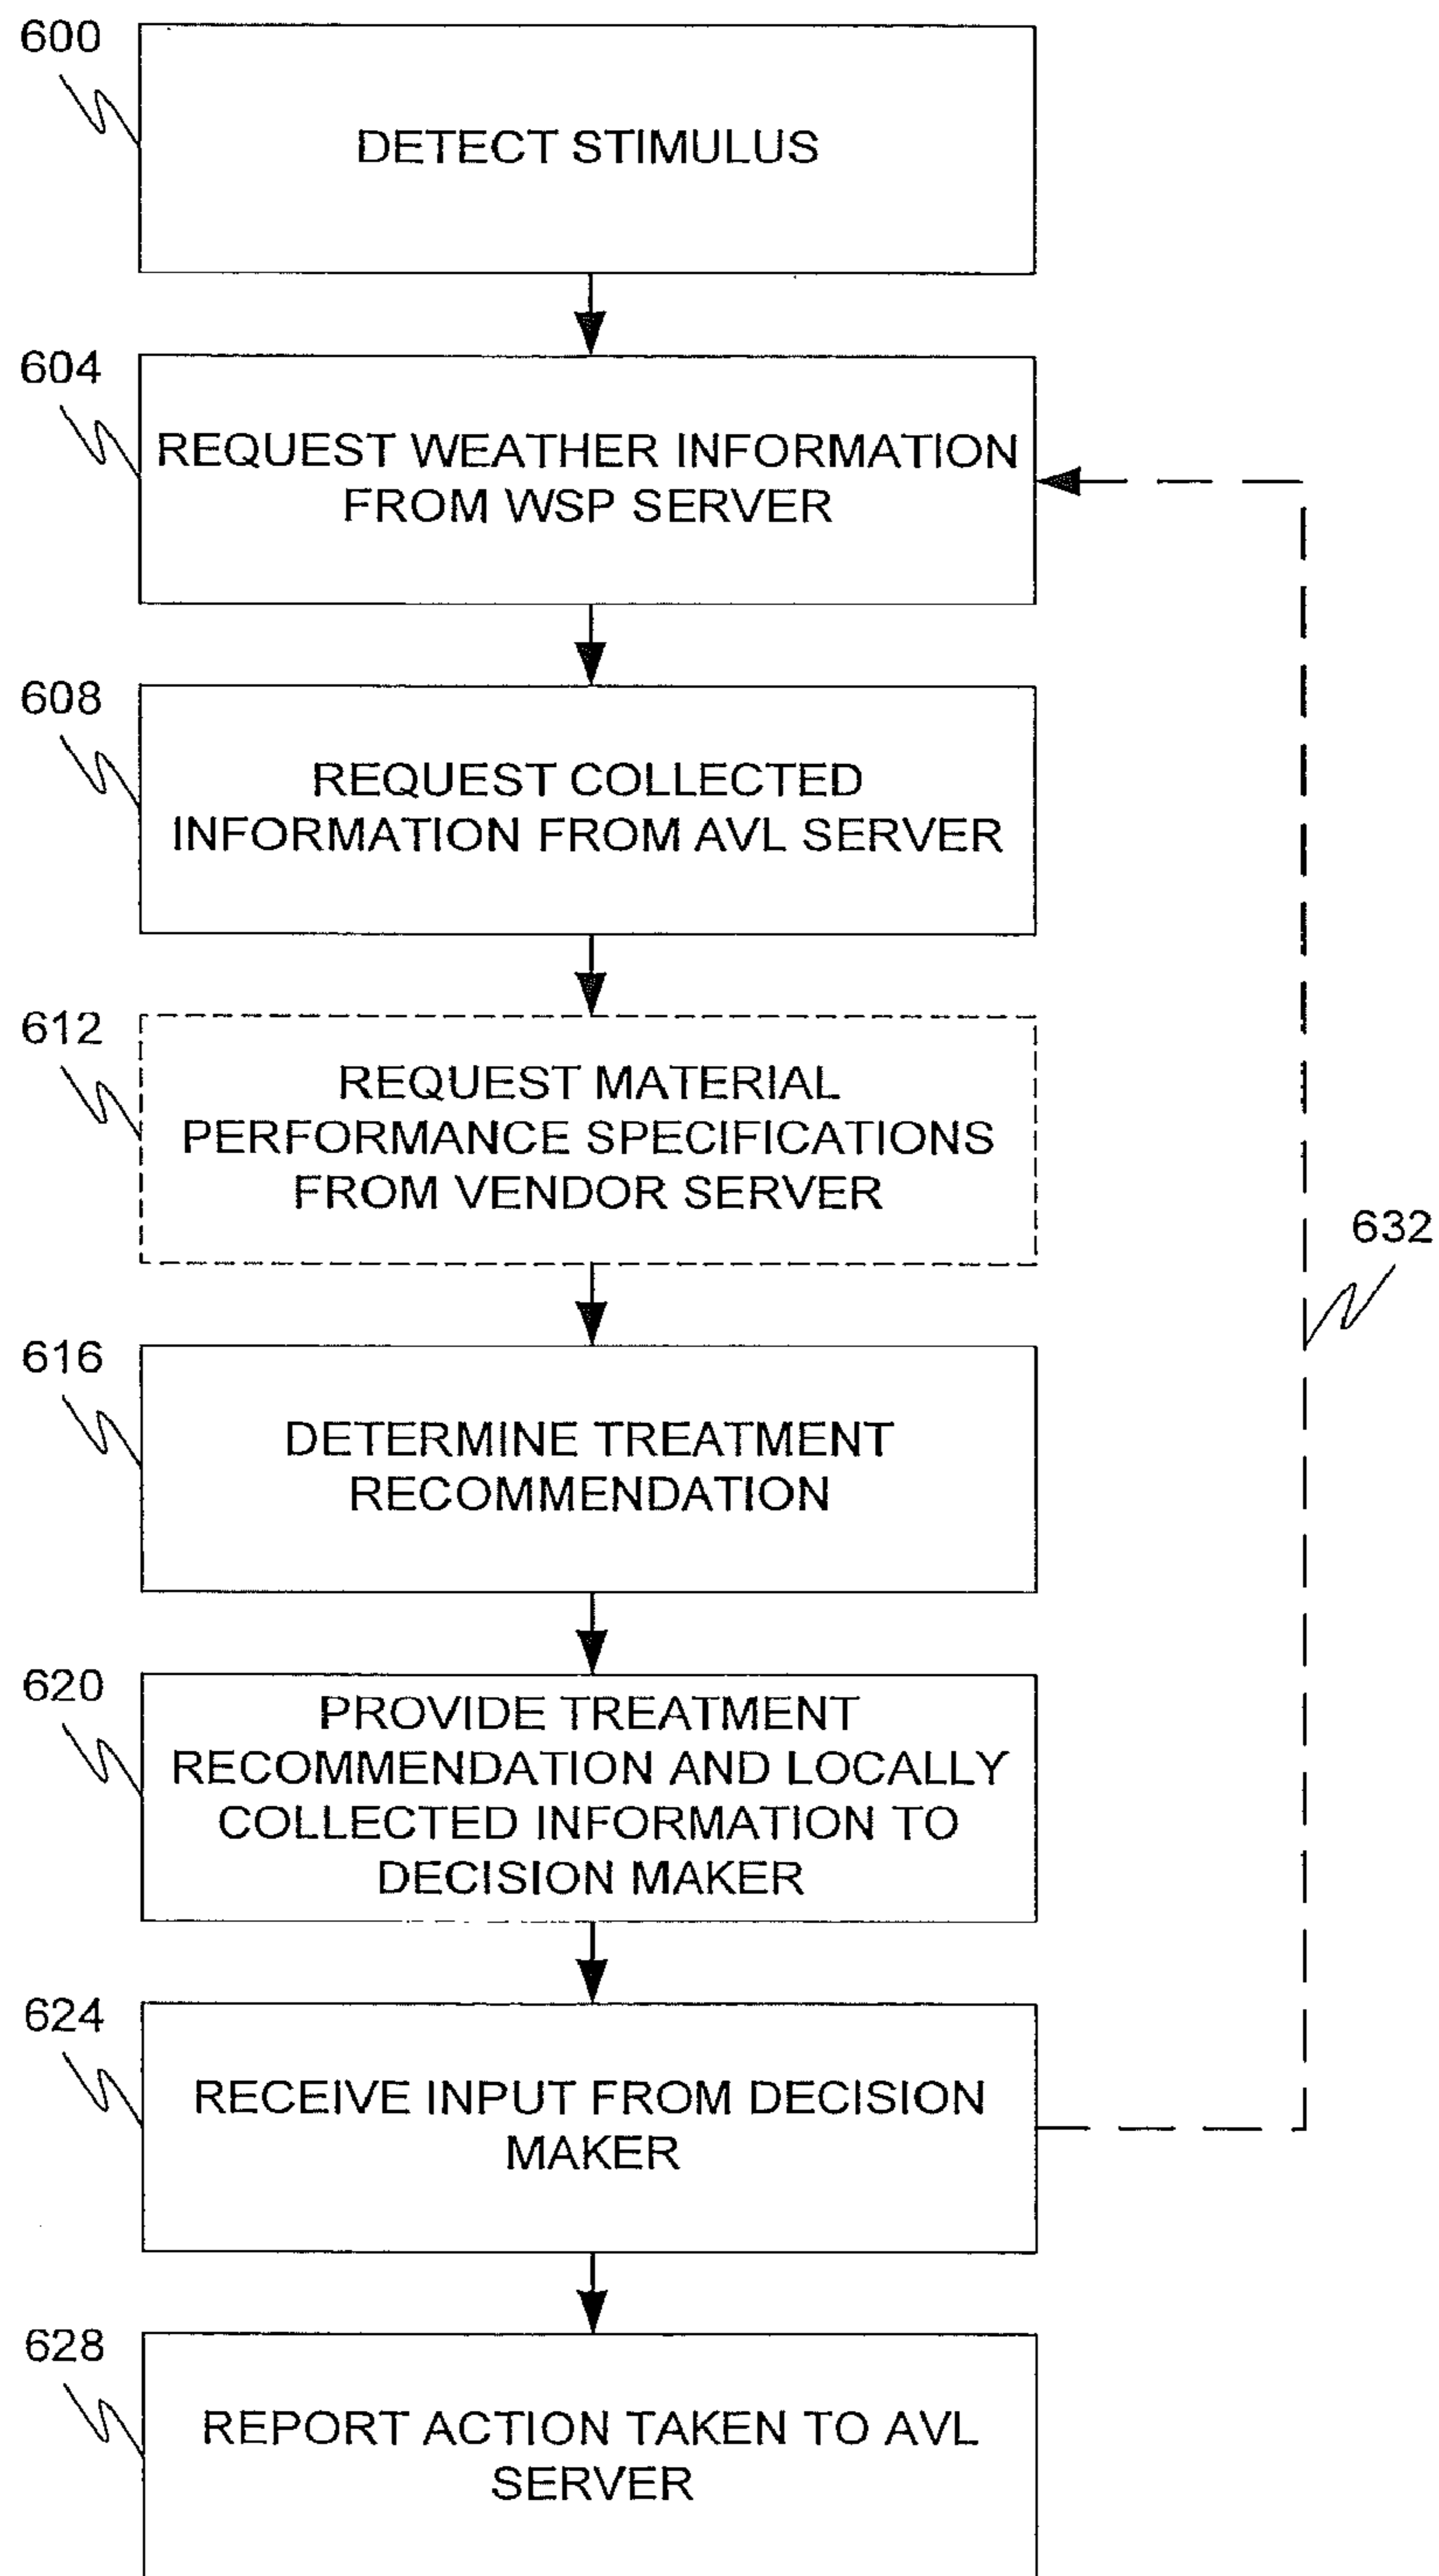 600
DETECT STIMULUS
604
REQUEST WEATHER INFORMATION
FROM WSP SERVER
608
REQUEST COLLECTED
INFORMATION FROM AVL SERVER
612
REQUEST MATERIAL
PERFORMANCE SPECIFICATIONS
FROM VENDOR SERVER
632
616
DETERMINE TREATMENT
RECOMMENDATION
620
PROVIDE TREATMENT
RECOMMENDATION AND LOCALLY
COLLECTED INFORMATION TO
DECISION MAKER
624
RECEIVE INPUT FROM DECISION
MAKER
628
REPORT ACTION TAKEN TO AVL
SERVER